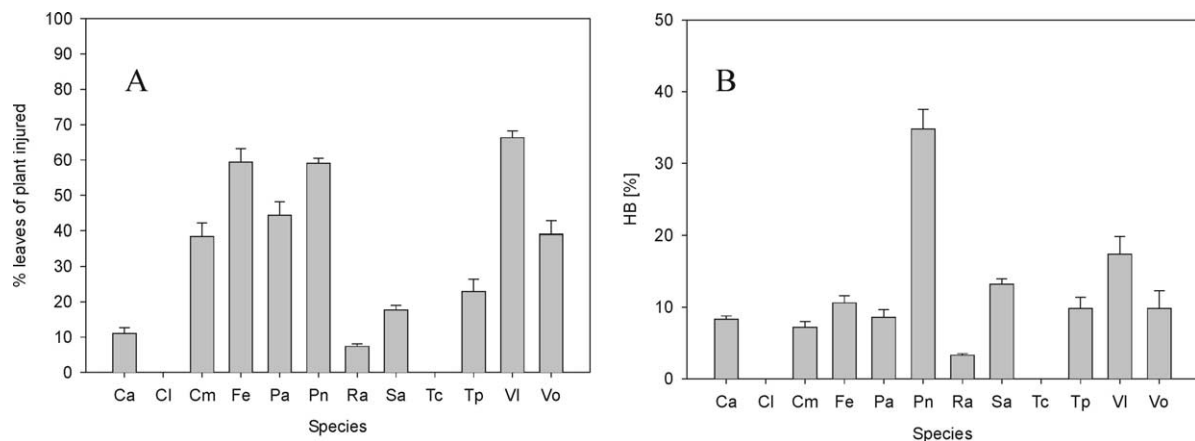 A
% leaves of plant injured
100
90
80
70
60
50
40
30
20
10
0
Ca Cl Cm Fe Pa Pn Ra Sa Tc Tp Vl Vo
Species
B
HB [%]
50
40
30
20
10
0
Ca Cl Cm Fe Pa Pn Ra Sa Tc Tp Vl Vo
Species